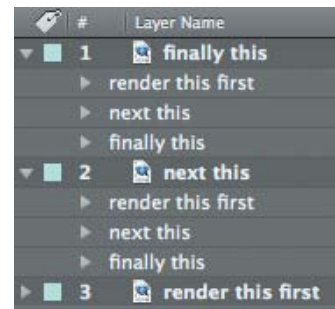 # Layer Name
1 finally this
render this first
next this
finally this
2 next this
render this first
next this
finally this
3 render this first